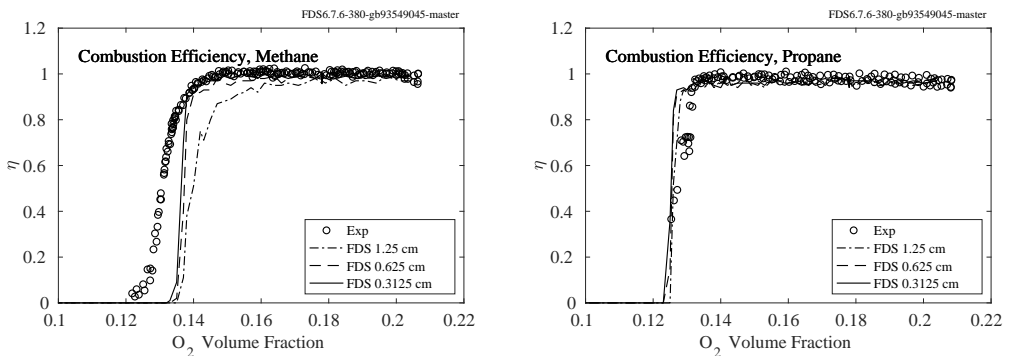 FDS6.7.6-380-gb93549045-master
Combustion Efficiency, Methane
1.2
1
0.8
0.6
0.4
0.2
0
η
Exp
FDS 1.25 cm
FDS 0.625 cm
FDS 0.3125 cm
0.1 0.12 0.14 0.16 0.18 0.2 0.22
O2 Volume Fraction
FDS6.7.6-380-gb93549045-master
Combustion Efficiency, Propane
1.2
1
0.8
0.6
0.4
0.2
0
η
Exp
FDS 1.25 cm
FDS 0.625 cm
FDS 0.3125 cm
0.1 0.12 0.14 0.16 0.18 0.2 0.22
O2 Volume Fraction